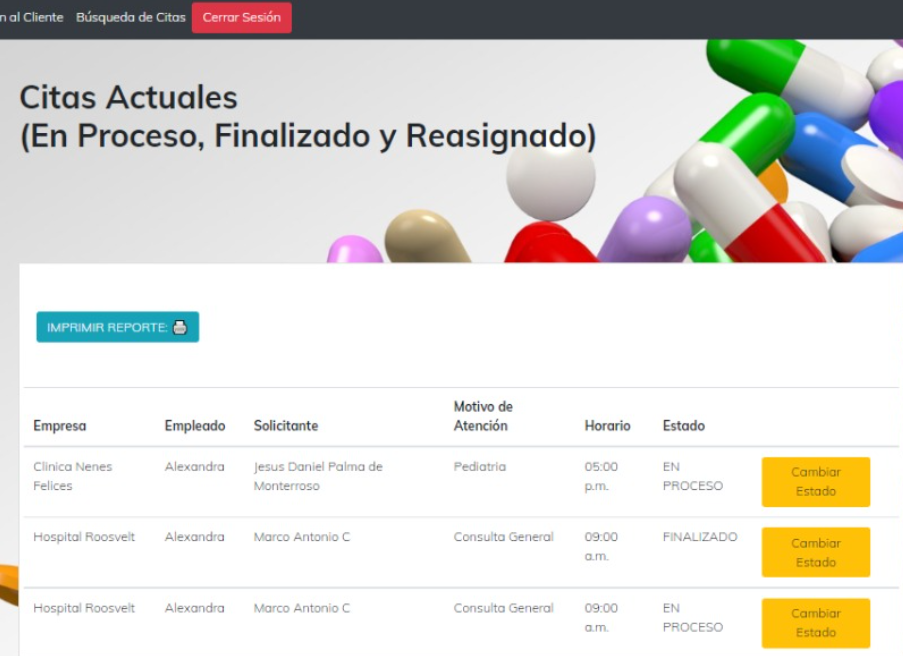 n al Cliente Búsqueda de Citas Cerrar Sesión
Citas Actuales
(En Proceso, Finalizado y Reasignado)
IMPRIMIR REPORTE:
Empresa Empleado Solicitante Motivo de Atención Horario Estado
Clinica Nenes Felices Alexandra Jesus Daniel Palma de Monterroso Pediatria 05:00 p.m. EN PROCESO Cambiar Estado
Hospital Roosvelt Alexandra Marco Antonio C Consulta General 09:00 a.m. FINALIZADO Cambiar Estado
Hospital Roosvelt Alexandra Marco Antonio C Consulta General 09:00 a.m. EN PROCESO Cambiar Estado